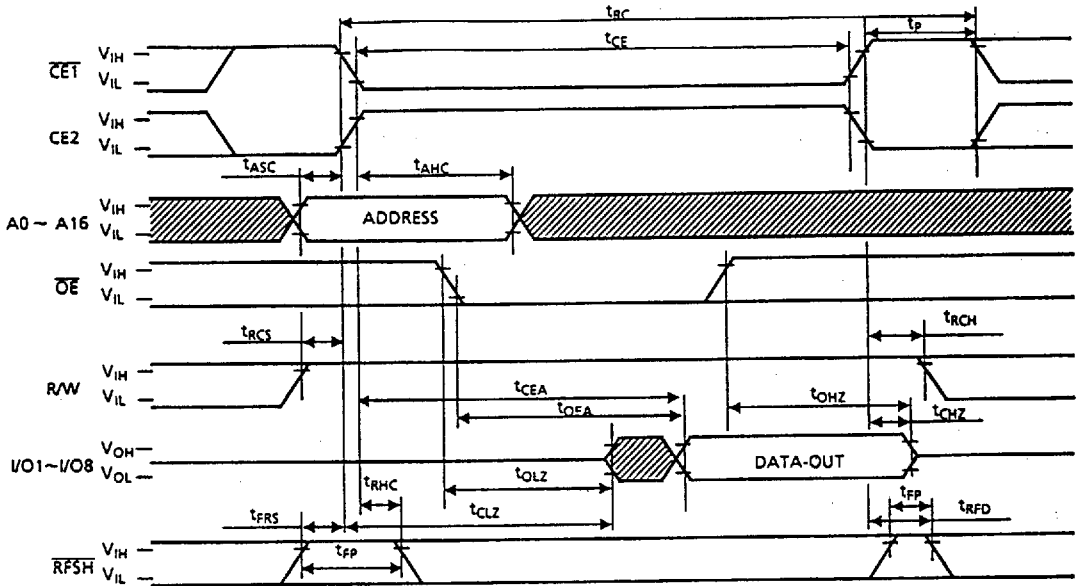 tRC
tP
tCE
VIH
CE1
VIL
VIH
CE2
VIL
tASC
tAHC
VIH
A0 ~ A16
ADDRESS
VIL
VIH
OE
VIL
tRCS
tRCH
VIH
R/W
VIL
tCEA
tOEA
tOHZ
tCHZ
VOH
I/O1~I/O8
DATA-OUT
VOL
tOLZ
tRHC
tCLZ
tFRS
tFP
tFP
tRFD
VIH
RFSH
VIL